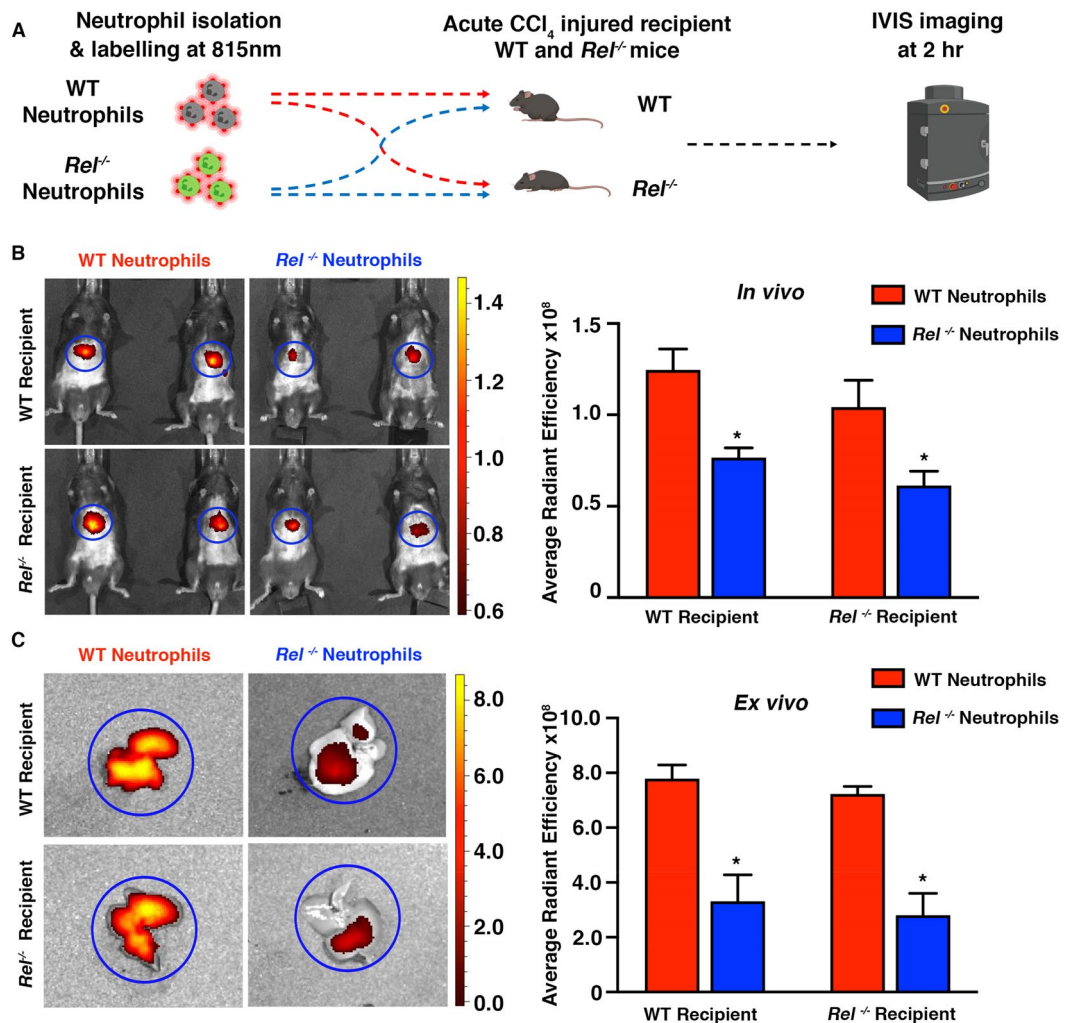 A
Neutrophil isolation
& labelling at 815nm
Acute CCl4 injured recipient
WT and Rel-/- mice
IVIS imaging
at 2 hr
WT
Neutrophils
Rel-/-
Neutrophils
WT
Rel-/-
B
WT Neutrophils
Rel -/- Neutrophils
WT Recipient
Rel-/- Recipient
1.4
1.2
1.0
0.8
0.6
In vivo
WT Neutrophils
Rel -/- Neutrophils
Average Radiant Efficiency x10⁸
1.5
1.0
0.5
0
*
*
WT Recipient
Rel -/- Recipient
C
WT Neutrophils
Rel -/- Neutrophils
WT Recipient
Rel-/- Recipient
8.0
6.0
4.0
2.0
0.0
Ex vivo
WT Neutrophils
Rel -/- Neutrophils
Average Radiant Efficiency x10⁸
10.0
8.0
6.0
4.0
2.0
0
*
*
WT Recipient
Rel -/- Recipient